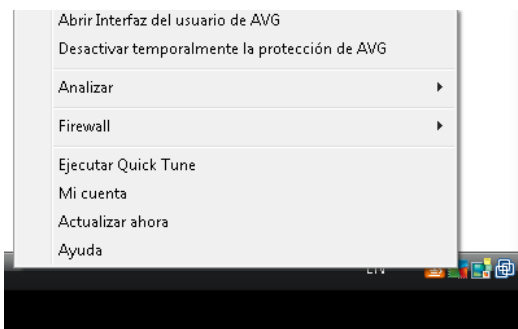 Abrir Interfaz del usuario de AVG
Desactivar temporalmente la protección de AVG
Analizar
Firewall
Ejecutar Quick Tune
Mi cuenta
Actualizar ahora
Ayuda
EN